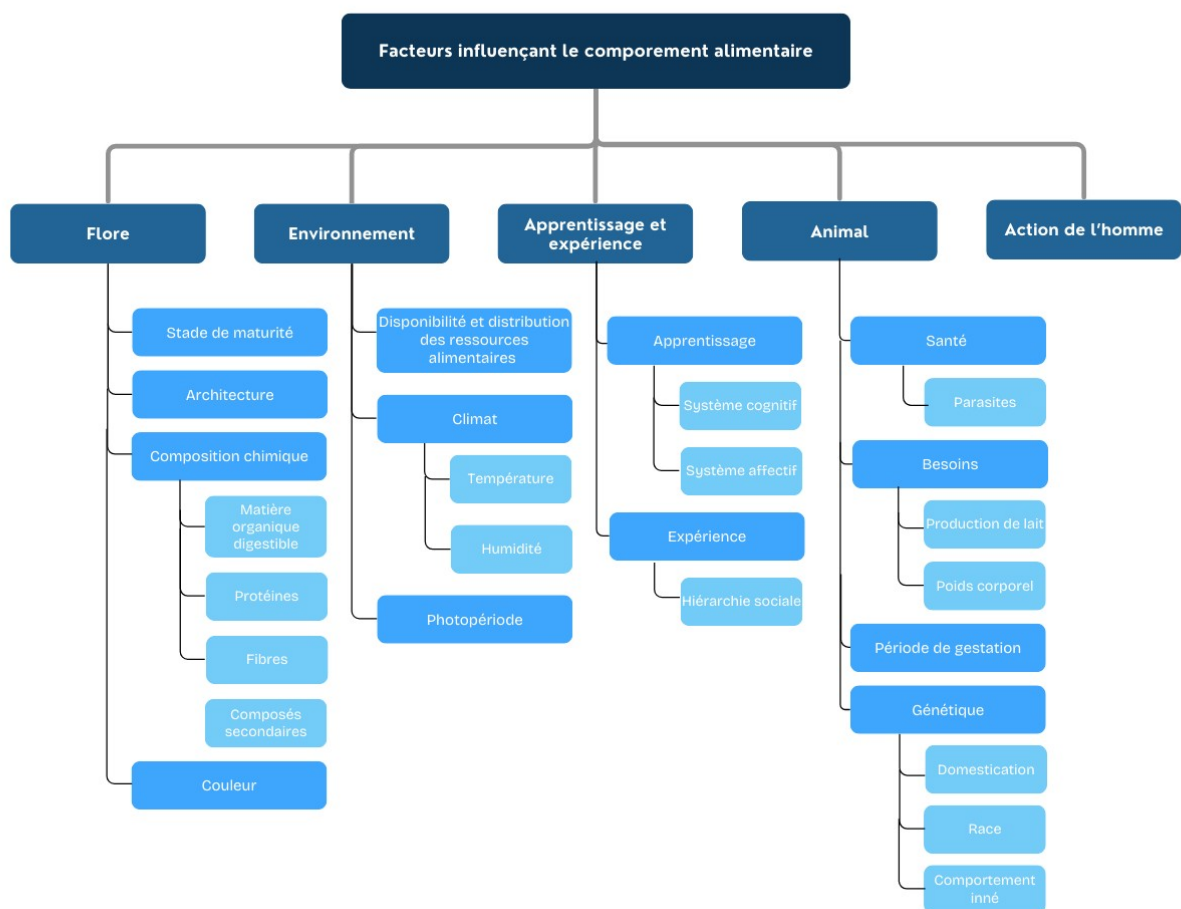 Facteurs influençant le comporement alimentaire
Flore
Environnement
Apprentissage et
expérience
Animal
Action de l'homme
Stade de maturité
Architecture
Composition chimique
Matière
organique
digestible
Protéines
Fibres
Composés
secondaires
Couleur
Disponibilité et distribution
des ressources
alimentaires
Climat
Température
Humidité
Photopériode
Apprentissage
Système cognitif
Système affectif
Expérience
Hiérarchie sociale
Santé
Parasites
Besoins
Production de lait
Poids corporel
Période de gestation
Génétique
Domestication
Race
Comportement
inné